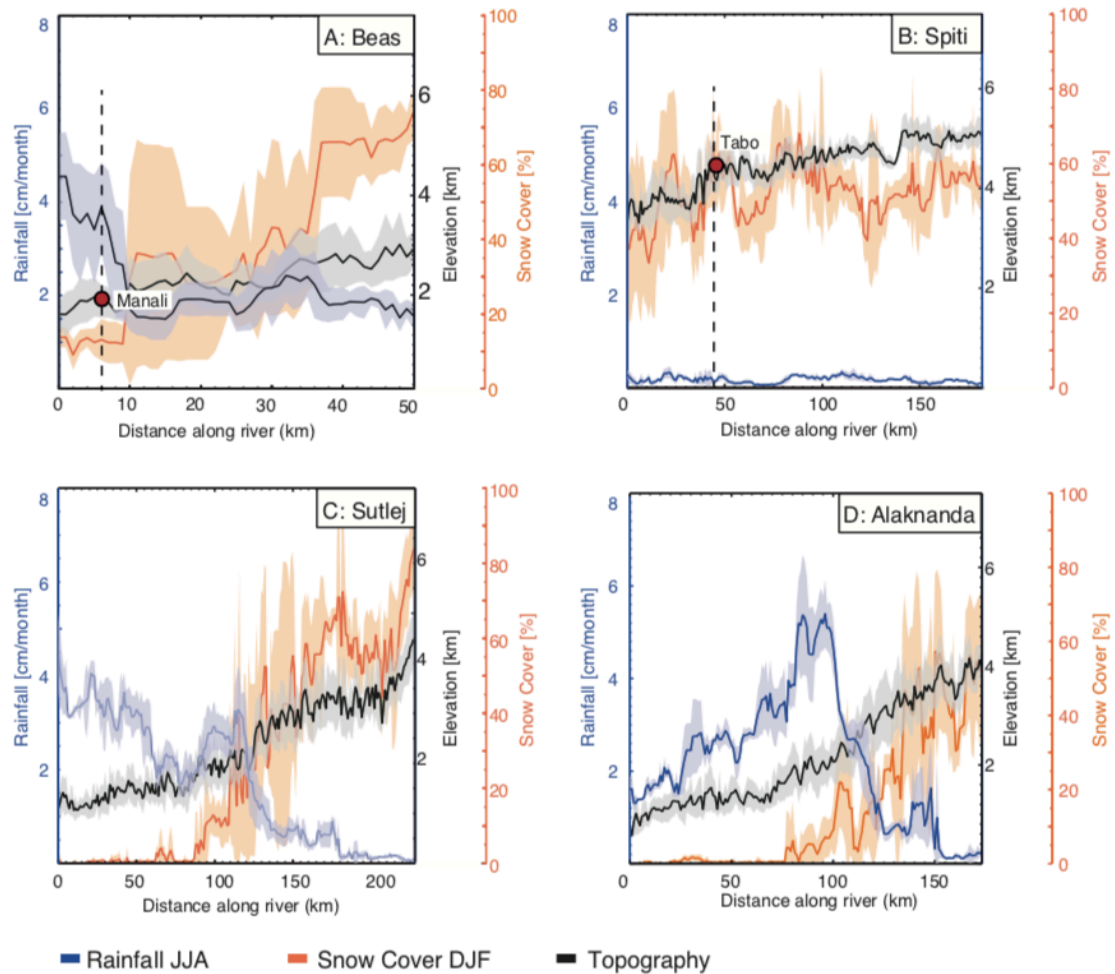 A: Beas
8
6
4
2
Rainfall [cm/month]
6
4
2
Elevation [km]
100
80
60
40
20
0
Snow Cover [%]
Manali
0 10 20 30 40 50
Distance along river (km)
B: Spiti
8
6
4
2
Rainfall [cm/month]
6
4
2
Elevation [km]
100
80
60
40
20
0
Snow Cover [%]
Tabo
0 50 100 150
Distance along river (km)
C: Sutlej
8
6
4
2
Rainfall [cm/month]
6
4
2
Elevation [km]
100
80
60
40
20
0
Snow Cover [%]
0 50 100 150 200
Distance along river (km)
D: Alaknanda
8
6
4
2
Rainfall [cm/month]
6
4
2
Elevation [km]
100
80
60
40
20
0
Snow Cover [%]
0 50 100 150
Distance along river (km)
Rainfall JJA Snow Cover DJF Topography